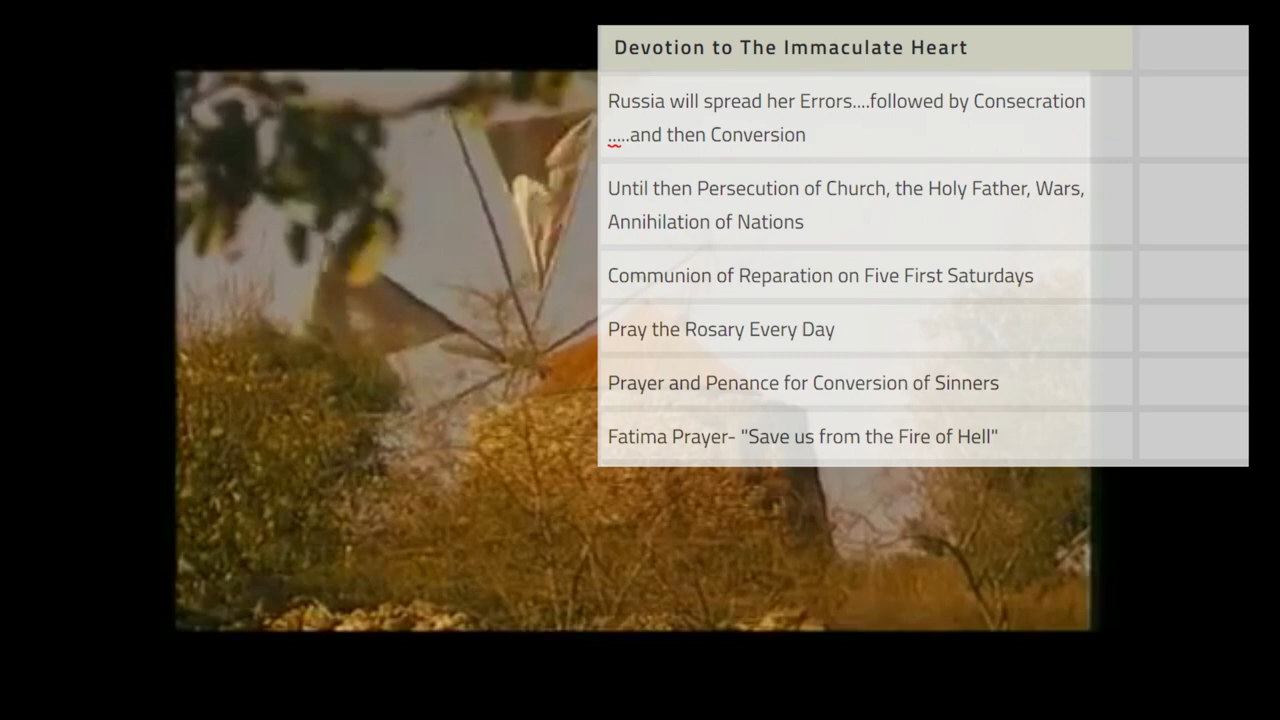 Devotion to The Immaculate Heart
Russia will spread her Errors....followed by Consecration
.....and then Conversion
Until then Persecution of Church, the Holy Father, Wars,
Annihilation of Nations
Communion of Reparation on Five First Saturdays
Pray the Rosary Every Day
Prayer and Penance for Conversion of Sinners
Fatima Prayer- "Save us from the Fire of Hell"